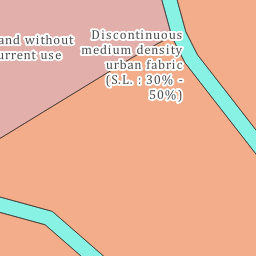 and without
urrent use
Discontinuous
medium density
urban fabric
(S.L. : 30% -
50%)